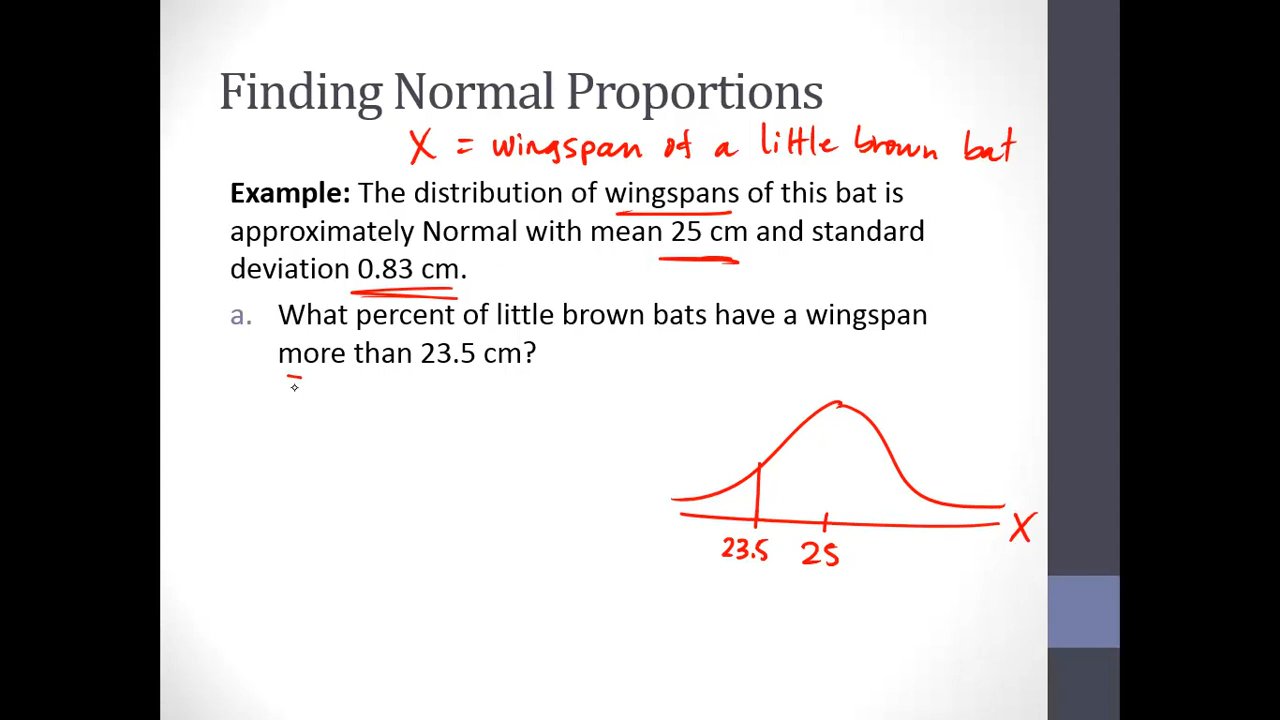 Finding Normal Proportions
X = wingspan of a little brown bat
Example: The distribution of wingspans of this bat is
approximately Normal with mean 25 cm and standard
deviation 0.83 cm.
a. What percent of little brown bats have a wingspan
more than 23.5 cm?
X
23.5 25